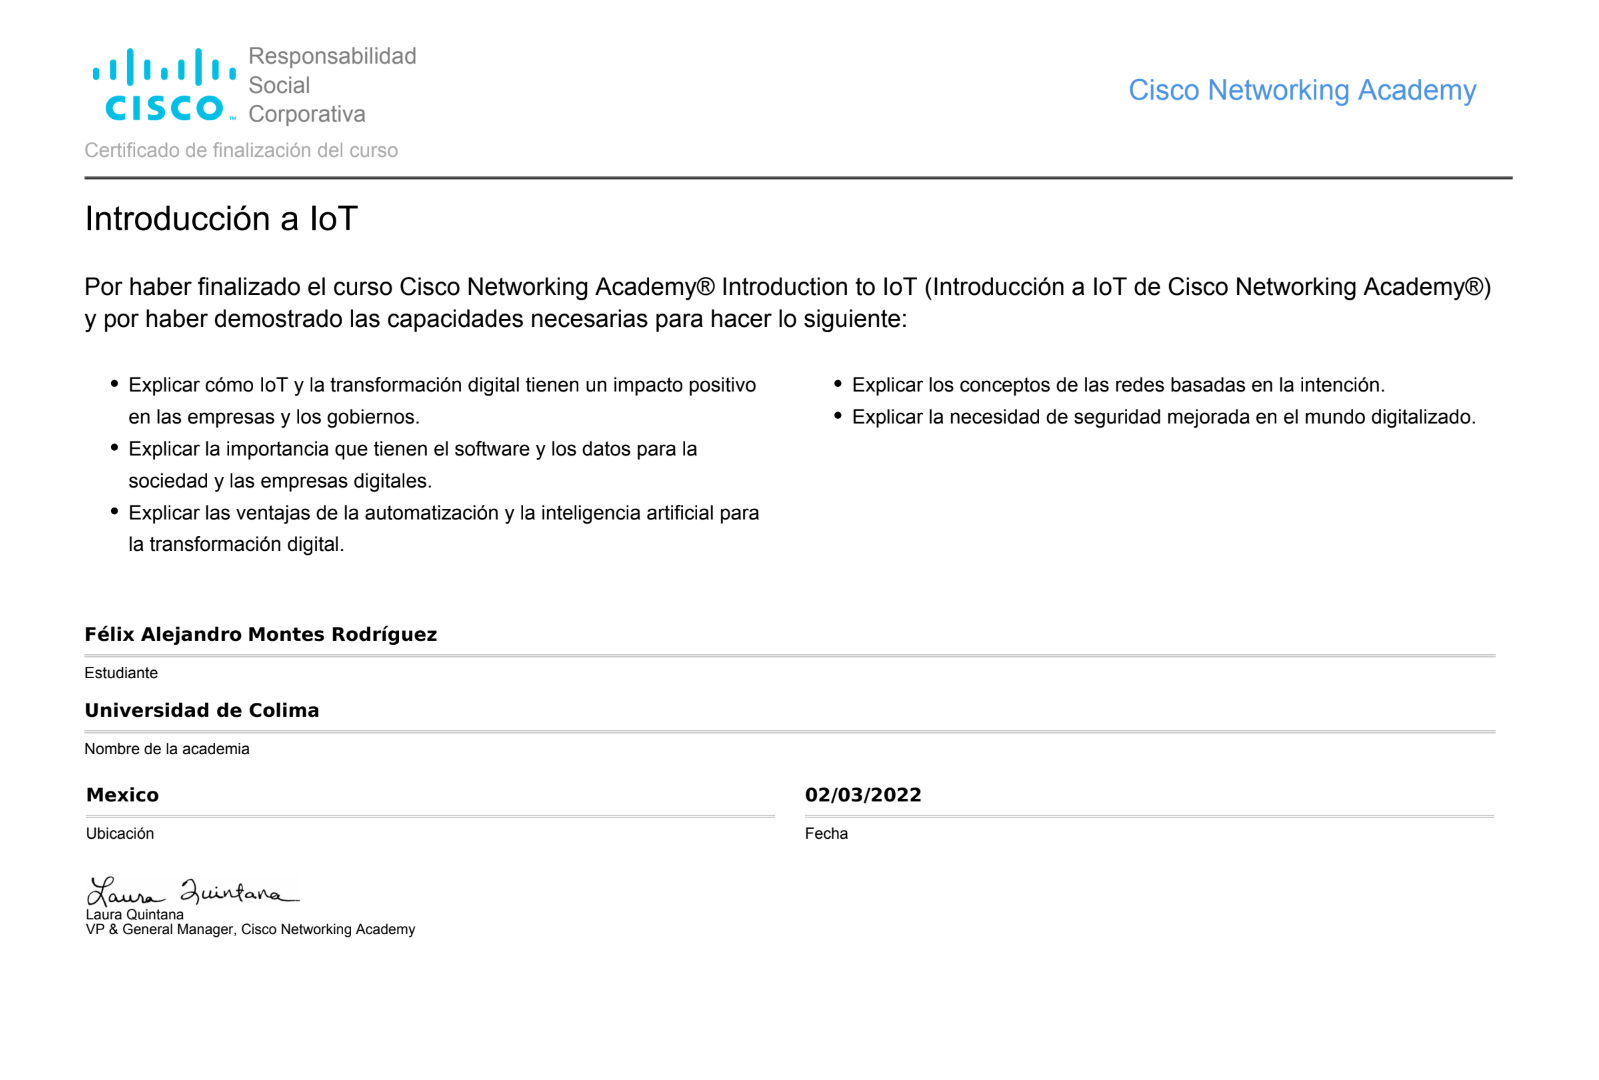 CISCO™
Responsabilidad
Social
Corporativa
Cisco Networking Academy
Certificado de finalización del curso
Introducción a IoT
Por haber finalizado el curso Cisco Networking Academy® Introduction to IoT (Introducción a IoT de Cisco Networking Academy®)
y por haber demostrado las capacidades necesarias para hacer lo siguiente:
• Explicar cómo IoT y la transformación digital tienen un impacto positivo
en las empresas y los gobiernos.
• Explicar la importancia que tienen el software y los datos para la
sociedad y las empresas digitales.
• Explicar las ventajas de la automatización y la inteligencia artificial para
la transformación digital.
• Explicar los conceptos de las redes basadas en la intención.
• Explicar la necesidad de seguridad mejorada en el mundo digitalizado.
Félix Alejandro Montes Rodríguez
Estudiante
Universidad de Colima
Nombre de la academia
Mexico
Ubicación
02/03/2022
Fecha
Laura Quintana
Laura Quintana
VP & General Manager, Cisco Networking Academy